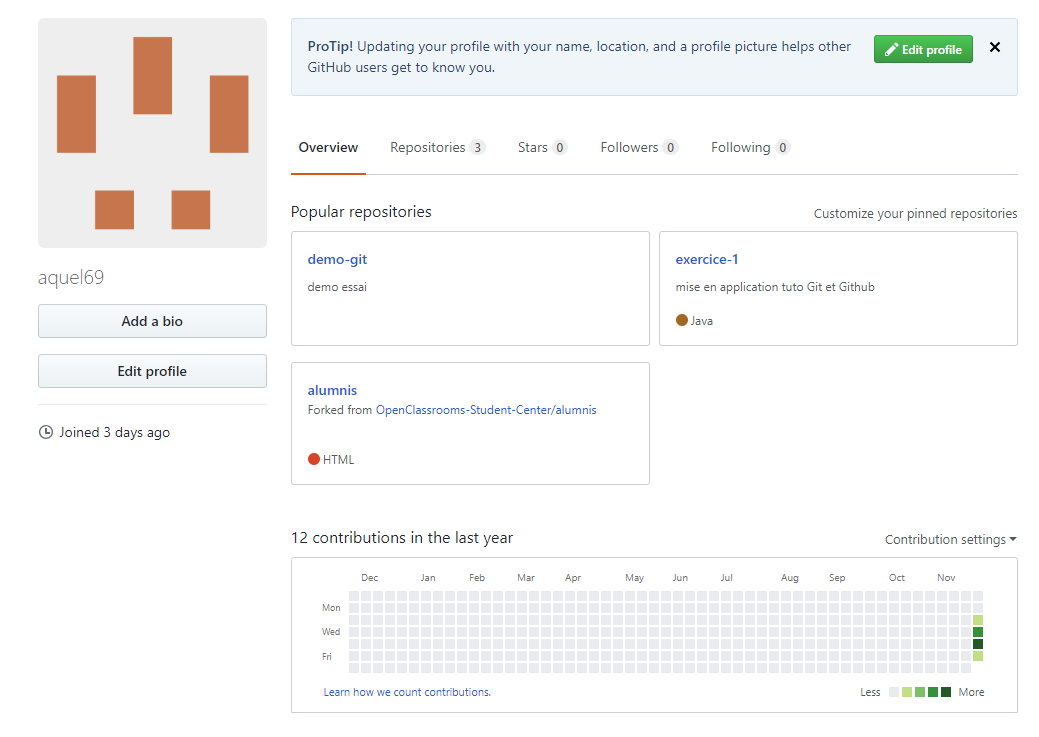 ProTip! Updating your profile with your name, location, and a profile picture helps other
GitHub users get to know you.
Edit profile
Overview
Repositories 3
Stars 0
Followers 0
Following 0
aquel69
Add a bio
Edit profile
Joined 3 days ago
Popular repositories
Customize your pinned repositories
demo-git
demo essai
exercice-1
mise en application tuto Git et Github
Java
alumnis
Forked from OpenClassrooms-Student-Center/alumnis
HTML
12 contributions in the last year
Contribution settings
Dec Jan Feb Mar Apr May Jun Jul Aug Sep Oct Nov
Mon
Wed
Fri
Learn how we count contributions.
Less More